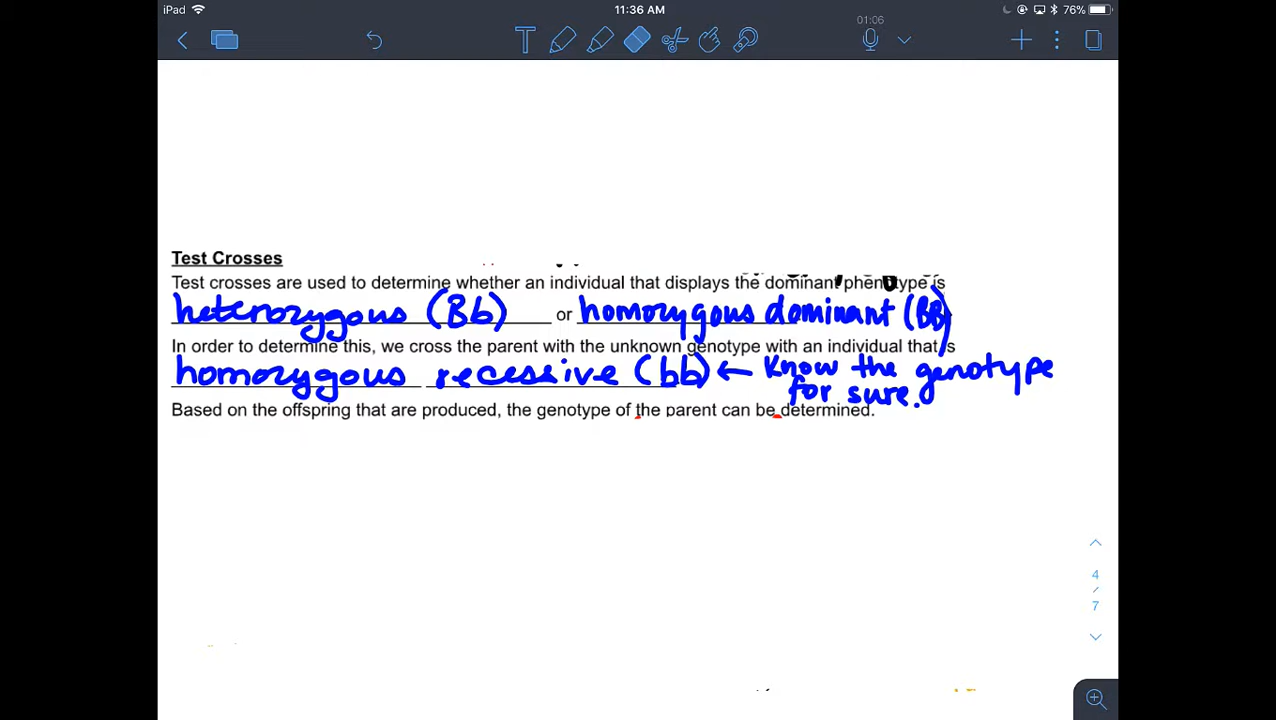 iPad
11:36 AM
76%
01:06
T
Test Crosses
Test crosses are used to determine whether an individual that displays the dominant phenotype is
heterozygous (Bb) or homozygous dominant (BB)
In order to determine this, we cross the parent with the unknown genotype with an individual that is
homozygous recessive (bb) ← Know the genotype
for sure.
Based on the offspring that are produced, the genotype of the parent can be determined.
4
/
7